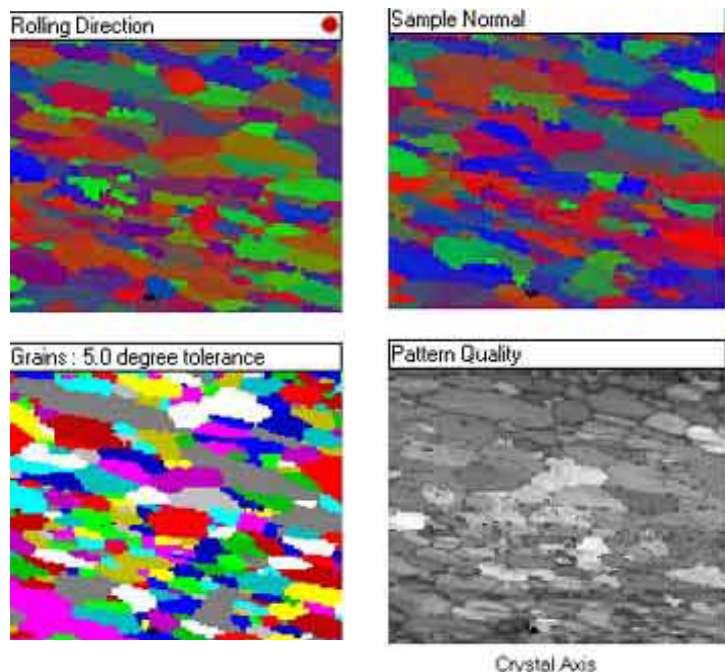 Rolling Direction
Sample Normal
Grains : 5.0 degree tolerance
Pattern Quality
Crystal Axis